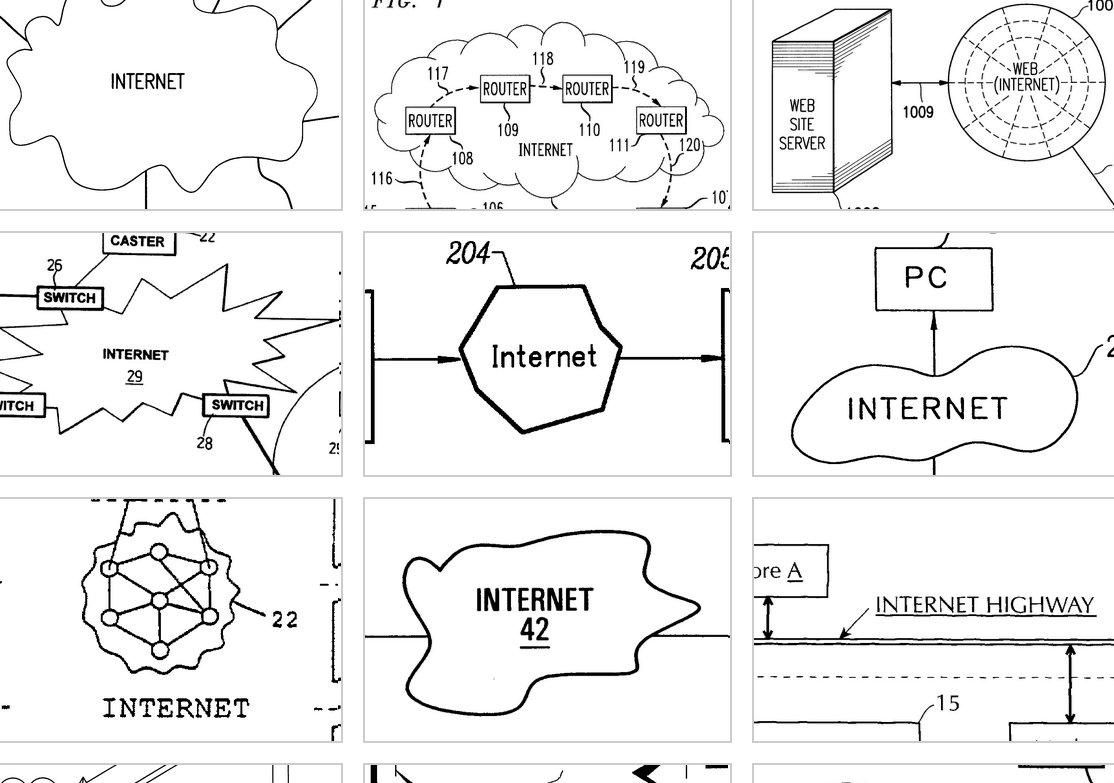 INTERNET
FIG. 1
118
117
119
ROUTER
ROUTER
ROUTER
ROUTER
109
110
108
111
120
INTERNET
116
106
WEB
SITE
SERVER
1009
WEB
(INTERNET)
CASTER
22
26
SWITCH
INTERNET
29
SWITCH
28
204
205
Internet
PC
INTERNET
22
INTERNET
INTERNET
42
A
INTERNET HIGHWAY
15